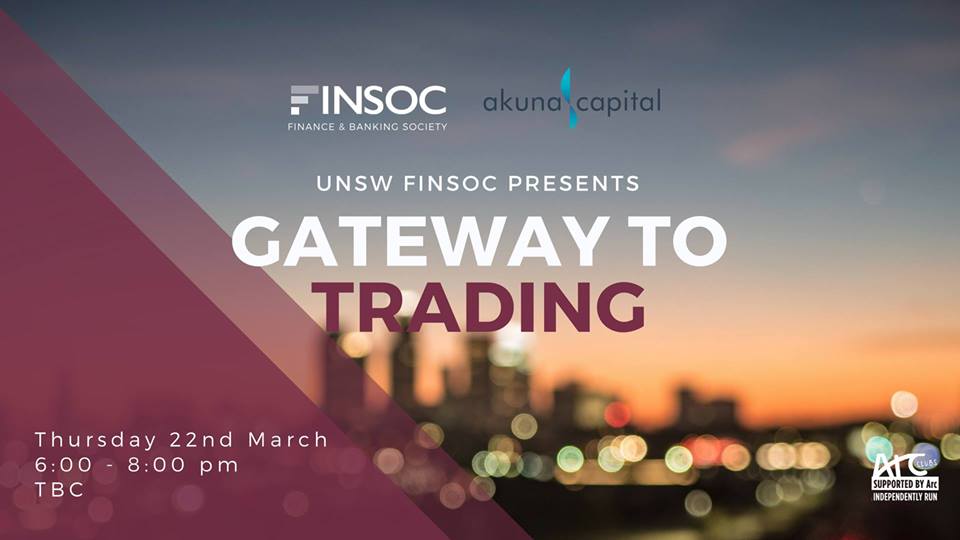 FINSOC
FINANCE & BANKING SOCIETY
akuna capital
UNSW FINSOC PRESENTS
GATEWAY TO
TRADING
Thursday 22nd March
6:00 - 8:00 pm
TBC
Arc
CLUBS
SUPPORTED BY Arc
INDEPENDENTLY RUN